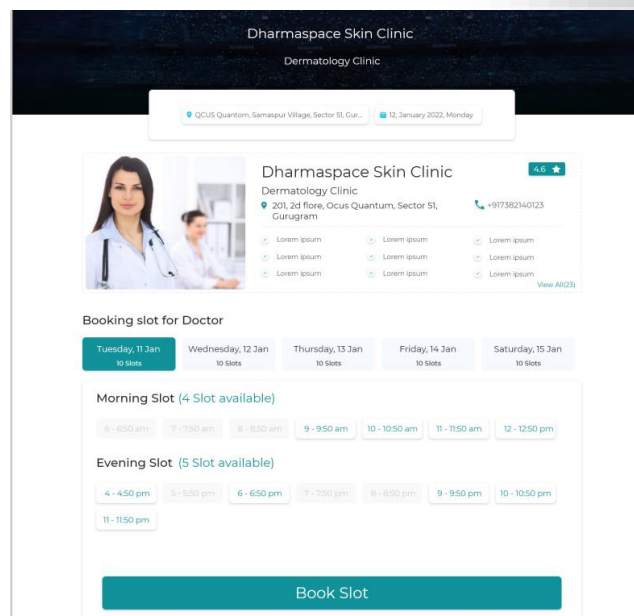 Dharmaspace Skin Clinic
Dermatology Clinic
QCUS Quantom, Samaspur Village, Sector S1, Gur...
12, January 2022, Monday
Dharmaspace Skin Clinic
4.6
Dermatology Clinic
201, 2d flore, Ocus Quantum, Sector S1, Gurugram
+917382140123
Lorem ipsum Lorem ipsum Lorem ipsum
Lorem ipsum Lorem ipsum Lorem ipsum
Lorem ipsum Lorem ipsum Lorem ipsum
View All(23)
Booking slot for Doctor
Tuesday, 11 Jan Wednesday, 12 Jan Thursday, 13 Jan Friday, 14 Jan Saturday, 15 Jan
10 Slots 10 Slots 10 Slots 10 Slots 10 Slots
Morning Slot (4 Slot available)
6 - 6:50 am 7 - 7:50 am 8 - 8:50 am 9 - 9:50 am 10 - 10:50 am 11 - 11:50 am 12 - 12:50 pm
Evening Slot (5 Slot available)
4 - 4:50 pm 5 - 5:50 pm 6 - 6:50 pm 7 - 7:50 pm 8 - 8:50 pm 9 - 9:50 pm 10 - 10:50 pm
11 - 11:50 pm
Book Slot